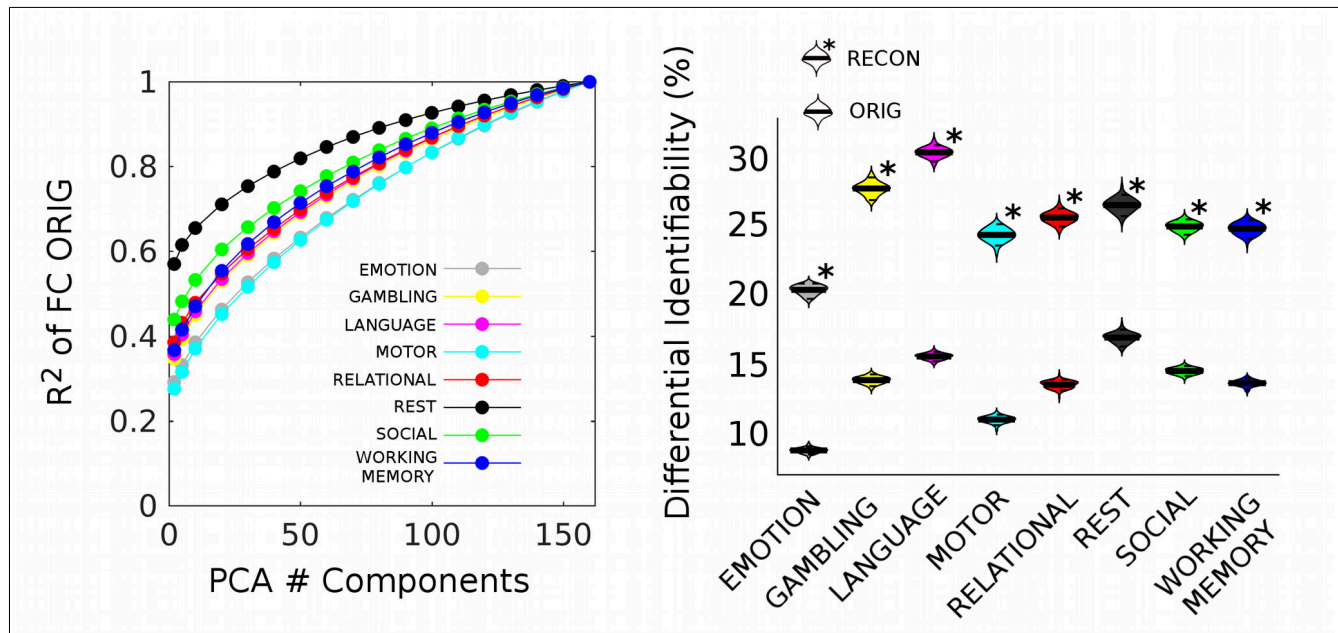 R² of FC ORIG
1
0.8
0.6
0.4
0.2
0
0
50
100
150
PCA # Components
EMOTION
GAMBLING
LANGUAGE
MOTOR
RELATIONAL
REST
SOCIAL
WORKING
MEMORY
Differential Identifiability (%)
* RECON
ORIG
30
25
20
15
10
*
*
*
*
*
*
*
*
EMOTION
GAMBLING
LANGUAGE
MOTOR
RELATIONAL
REST
SOCIAL
WORKING
MEMORY